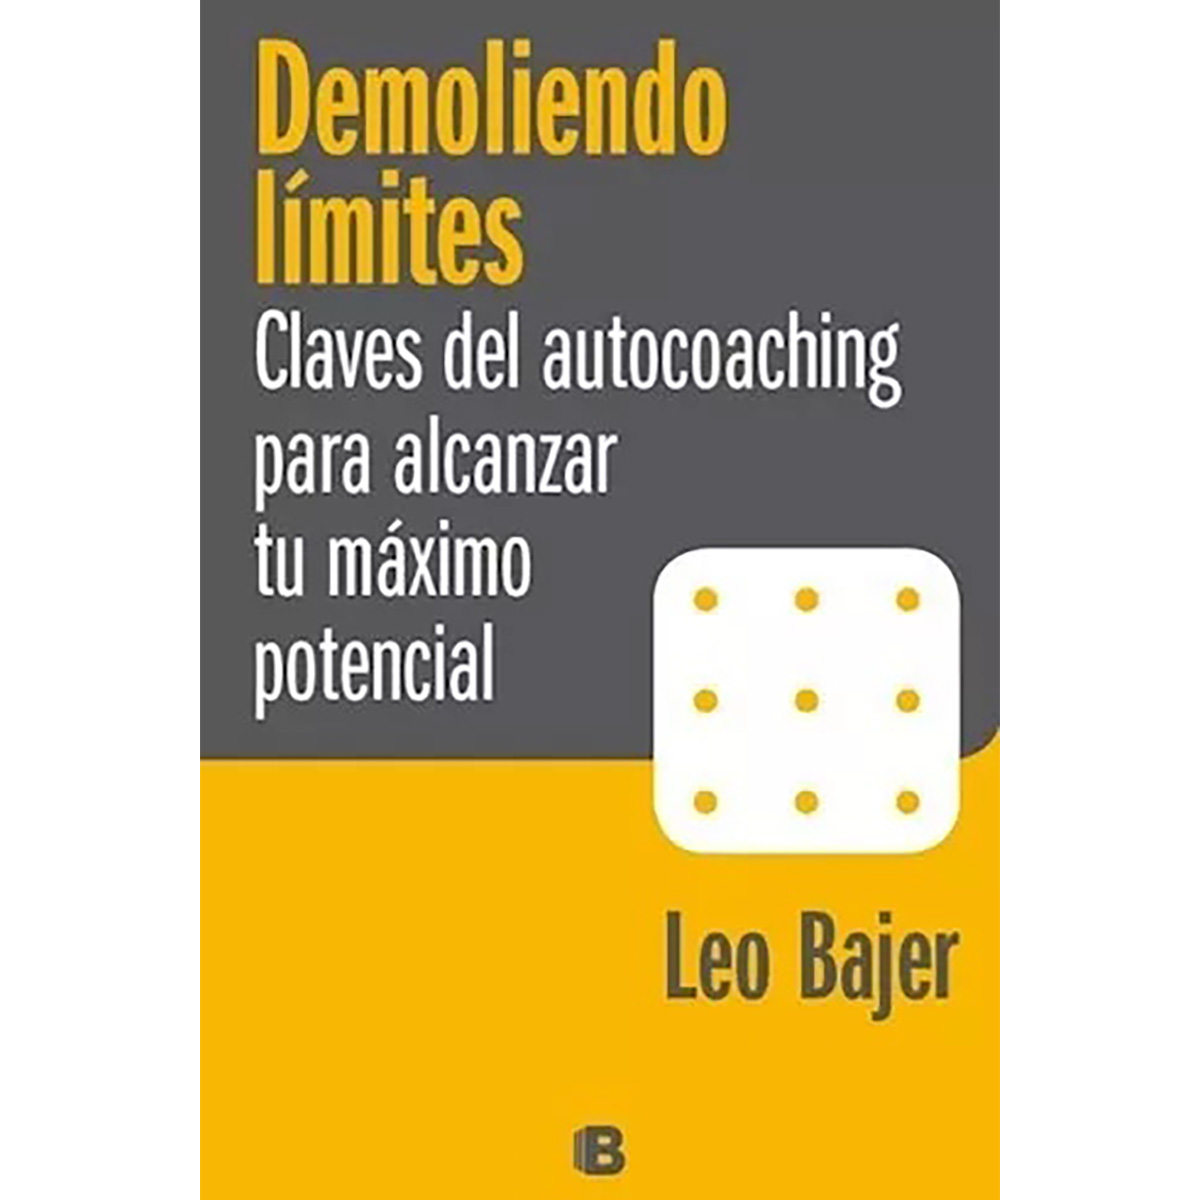 Demoliendo
límites
Claves del autocoaching
para alcanzar
tu máximo
potencial
Leo Bajer
B